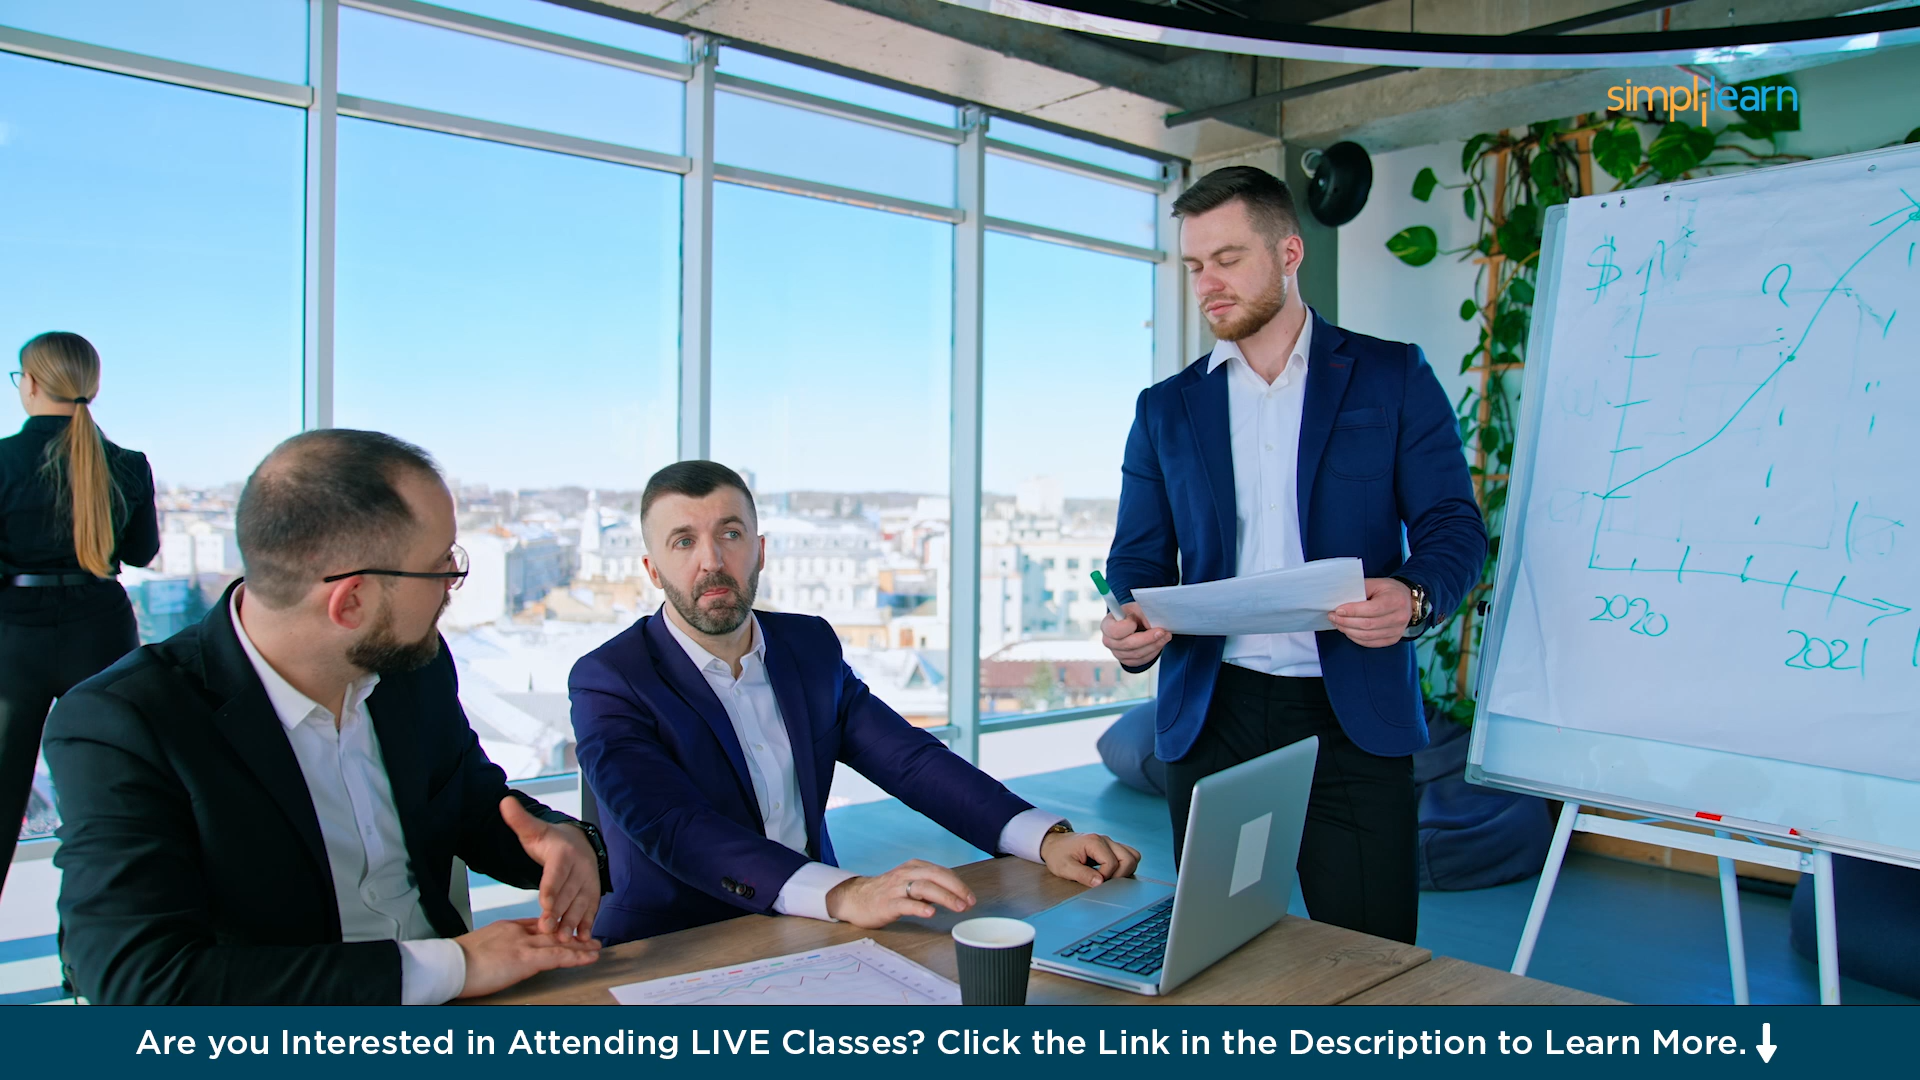 simplilearn
$
?
2020
2021
Are you Interested in Attending LIVE Classes? Click the Link in the Description to Learn More.